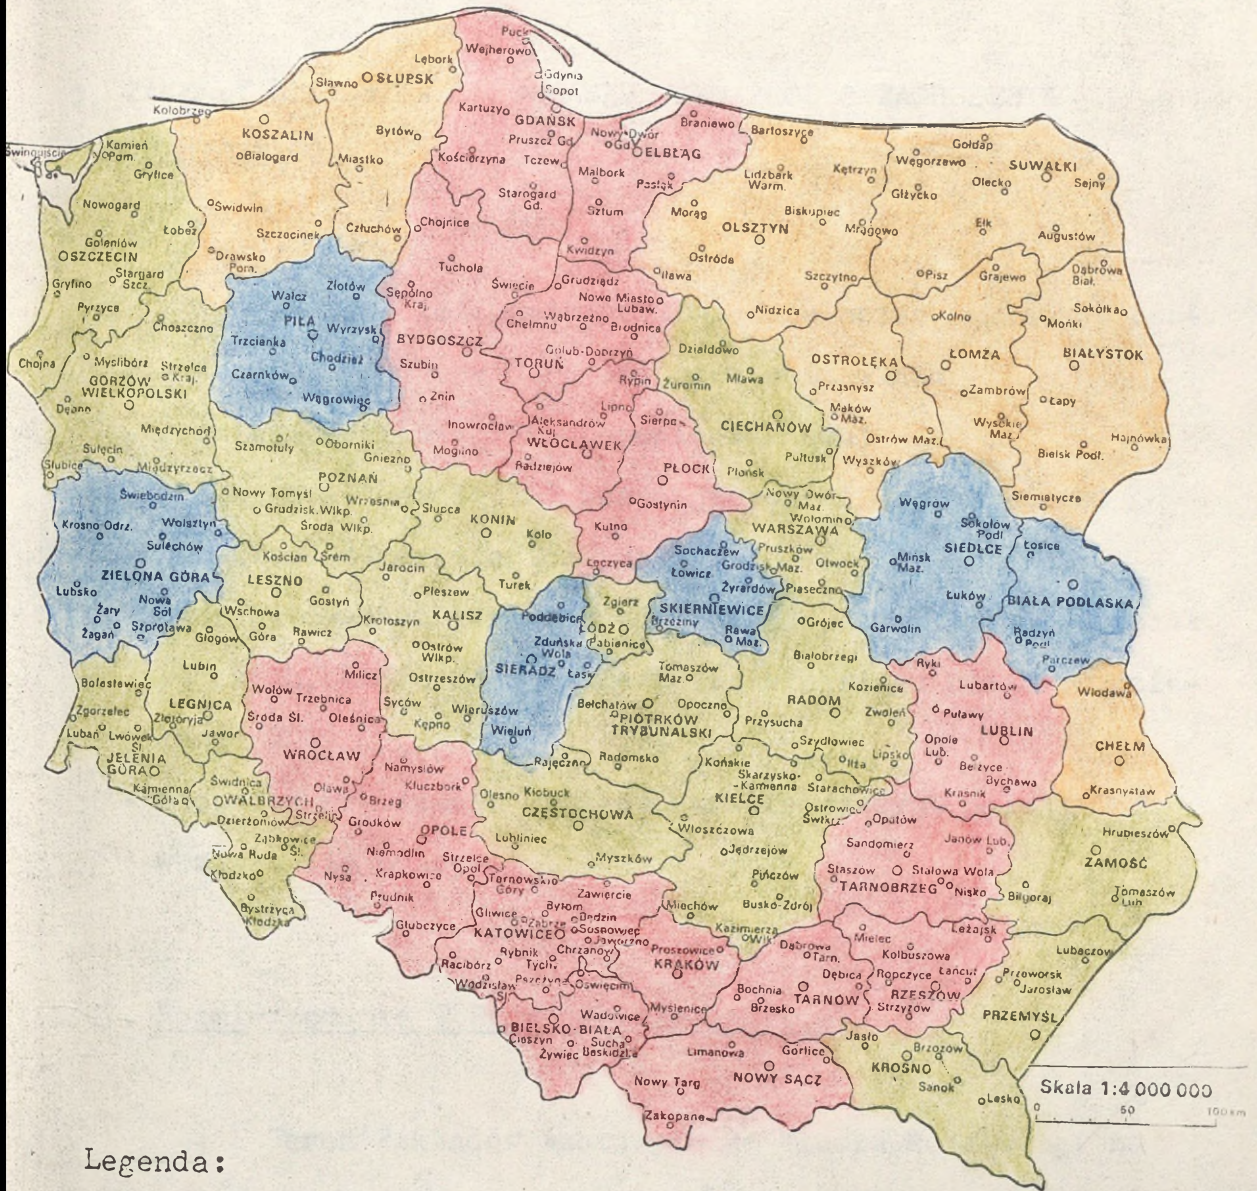 Puck
Wejherowo
Gdynia
Sopot
Lębork
Sławno
SŁUPSK
Kołobrzeg
KOSZALIN
Białogard
Bytów
Miastko
Kartuzy
GDAŃSK
Pruszcz Gd.
Kościerzyna
Tczew
Starogard
Gd.
Nowy Dwór
Gd.
ELBLĄG
Braniewo
Malbork
Pasłęk
Sztum
Kwidzyn
Bartoszyce
Lidzbark
Warm.
Kętrzyn
Morąg
Biskupiec
OLSZTYN
Mrągowo
Ostróda
Iława
Szczytno
Nidzica
Gołdap
Węgorzewo
SUWAŁKI
Giżycko
Olecko
Sejny
Ełk
Augustów
Pisz
Grajewo
Dąbrowa
Biał.
Sokółka
Mońki
BIAŁYSTOK
Łapy
Bielsk Podl.
Hajnówka
Siemiatycze
Kolno
ŁOMŻA
Zambrów
Wysokie
Maz.
OSTROŁĘKA
Przasnysz
Maków
Maz.
Ostrów Maz.
Wyszków
Świnoujście
Kamień
Pom.
Gryfice
Nowogard
Łobez
Goleniów
SZCZECIN
Stargard
Szcz.
Gryfino
Pyrzyce
Choszczno
Chojna
Świdwin
Szczecinek
Drawsko
Pom.
Człuchów
Chojnice
Tuchola
Sępólno
Kraj.
Świecie
BYDGOSZCZ
Szubin
Żnin
Inowrocław
Mogilno
Złotów
Wałcz
PIŁA
Wyrzysk
Trzcianka
Chodzież
Czarnków
Wągrowiec
Myślibórz
Strzelce
Kraj.
GORZÓW
WIELKOPOLSKI
Dębno
Międzychód
Sulęcin
Słubice
Międzyrzecz
Grudziądz
Nowe Miasto
Lubaw.
Wąbrzeźno
Chełmno
Brodnica
Golub-Dobrzyń
TORUŃ
Rypin
Lipno
Aleksandrów
Kuj.
WŁOCŁAWEK
Radziejów
Działdowo
Żuromin
Mława
CIECHANÓW
Płońsk
Pułtusk
Sierpc
PŁOCK
Gostynin
Kutno
Łęczyca
Szamotuły
Oborniki
Gniezno
POZNAŃ
Nowy Tomyśl
Września
Grodzisk Wlkp.
Środa Wlkp.
Kościan
Śrem
Słupca
KONIN
Koło
Turek
Świebodzin
Krosno Odrz.
Wolsztyn
Sulechów
ZIELONA GÓRA
Lubsko
Nowa
Sól
Żary
Szprotawa
Żagań
LESZNO
Gostyń
Wschowa
Góra
Rawicz
Głogów
Jarocin
Pleszew
KALISZ
Krotoszyn
Ostrów
Wlkp.
Ostrzeszów
Syców
Kępno
Wieruszów
Nowy Dwór
Maz.
Wołomin
WARSZAWA
Pruszków
Grodzisk Maz.
Otwock
Piaseczno
Grójec
Sochaczew
Łowicz
Żyrardów
SKIERNIEWICE
Brzeziny
Rawa
Maz.
Zgierz
ŁÓDŹ
Pabianice
Poddębice
Zduńska
Wola
SIERADZ
Łask
Wieluń
Węgrów
Sokołów
Podl.
SIEDLCE
Mińsk
Maz.
Łuków
Garwolin
Łosice
BIAŁA PODLASKA
Radzyń
Podl.
Parczew
Lubin
Bolesławiec
LEGNICA
Zgorzelec
Złotoryja
Jawor
Lubań
Lwówek
Śl.
JELENIA
GÓRA
Kamienna
Góra
Milicz
Wołów
Trzebnica
Środa Śl.
Oleśnica
WROCŁAW
Oława
Strzelin
Świdnica
WAŁBRZYCH
Dzierżoniów
Ząbkowice
Śl.
Nowa Ruda
Kłodzko
Bystrzyca
Kłodzka
Namysłów
Kluczbork
Brzeg
Grodków
OPOLE
Niemodlin
Strzelce
Opol.
Nysa
Krapkowice
Prudnik
Głubczyce
Tomaszów
Maz.
Bełchatów
Opoczno
PIOTRKÓW
TRYBUNALSKI
Radomsko
Rajęczno
Olesno
Kłobuck
CZĘSTOCHOWA
Lubliniec
Myszków
Białobrzegi
Kozienice
RADOM
Zwoleń
Przysucha
Szydłowiec
Iłża
Lipsko
Końskie
Skarżysko-
-Kamienna
Starachowice
KIELCE
Ostrowiec
Świkrz.
Włoszczowa
Jędrzejów
Pińczów
Busko-Zdrój
Kazimierza
Wlk.
Ryki
Lubartów
Puławy
LUBLIN
Opole
Lub.
Bełżyce
Bychawa
Kraśnik
Włodawa
CHEŁM
Krasnystaw
Hrubieszów
ZAMOŚĆ
Tomaszów
Lub.
Biłgoraj
Opatów
Sandomierz
Janów Lub.
Staszów
Stalowa Wola
TARNOBRZEG
Nisko
Tarnowskie
Góry
Zawiercie
Bytom
Gliwice
Zabrze
Będzin
Sosnowiec
KATOWICE
Jaworzno
Rybnik
Chrzanów
Racibórz
Tychy
Pszczyna
Wodzisław
Śl.
Oświęcim
Miechów
Proszowice
KRAKÓW
Myślenice
Wadowice
BIELSKO-BIAŁA
Cieszyn
Sucha
Beskidzka
Żywiec
Dąbrowa
Tarn.
Dębica
Bochnia
TARNÓW
Brzesko
Mielec
Leżajsk
Kolbuszowa
Ropczyce
Łańcut
RZESZÓW
Strzyżów
Lubaczów
Przeworsk
Jarosław
PRZEMYŚL
Jasło
Brzozów
KROSNO
Sanok
Lesko
Limanowa
Gorlice
Nowy Targ
NOWY SĄCZ
Zakopane
Skala 1:4 000 000
0 50 100 km
Legenda: